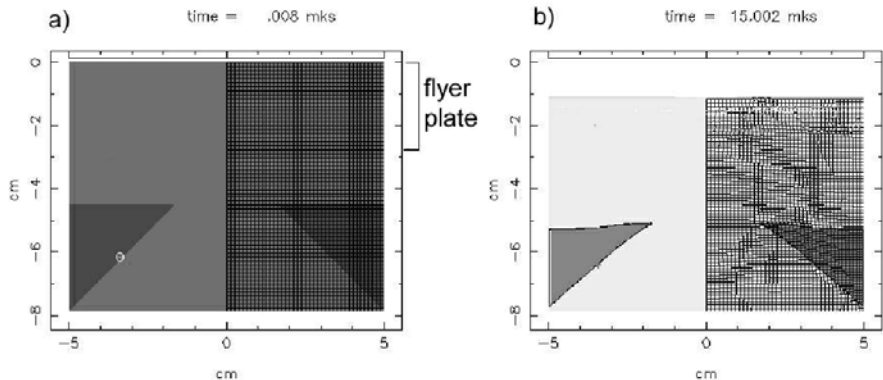 a) time = .008 mks
0
−2
−4
−6
−8
cm
−5 0 5
cm
flyer
plate
b) time = 15.002 mks
0
−2
−4
−6
−8
cm
−5 0 5
cm